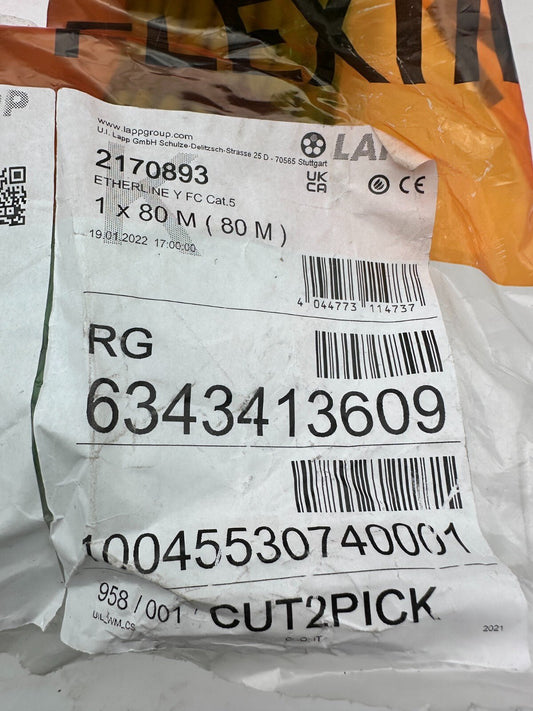 www.lappgroup.com
U.I. Lapp GmbH Schulze-Delitzsch-Strasse 25 D - 70565 Stuttgart
2170893
ETHERLINE Y FC Cat.5
1 x 80 M ( 80 M )
19.01.2022 17:00:00
UK
CA
CE
4 044773 114737
RG
6343413609
10045530740001
958 / 001 CUT2PICK
2021